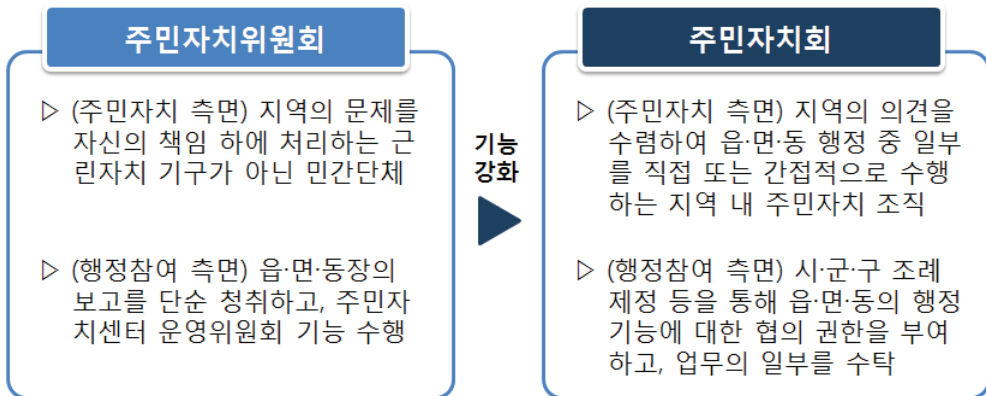 주민자치위원회
▷ (주민자치 측면) 지역의 문제를
자신의 책임 하에 처리하는 근
린자치 기구가 아닌 민간단체
▷ (행정참여 측면) 읍·면·동장의
보고를 단순 청취하고, 주민자
치센터 운영위원회 기능 수행
기능
강화
주민자치회
▷ (주민자치 측면) 지역의 의견을
수렴하여 읍·면·동 행정 중 일부
를 직접 또는 간접적으로 수행
하는 지역 내 주민자치 조직
▷ (행정참여 측면) 시·군·구 조례
제정 등을 통해 읍·면·동의 행정
기능에 대한 협의 권한을 부여
하고, 업무의 일부를 수탁